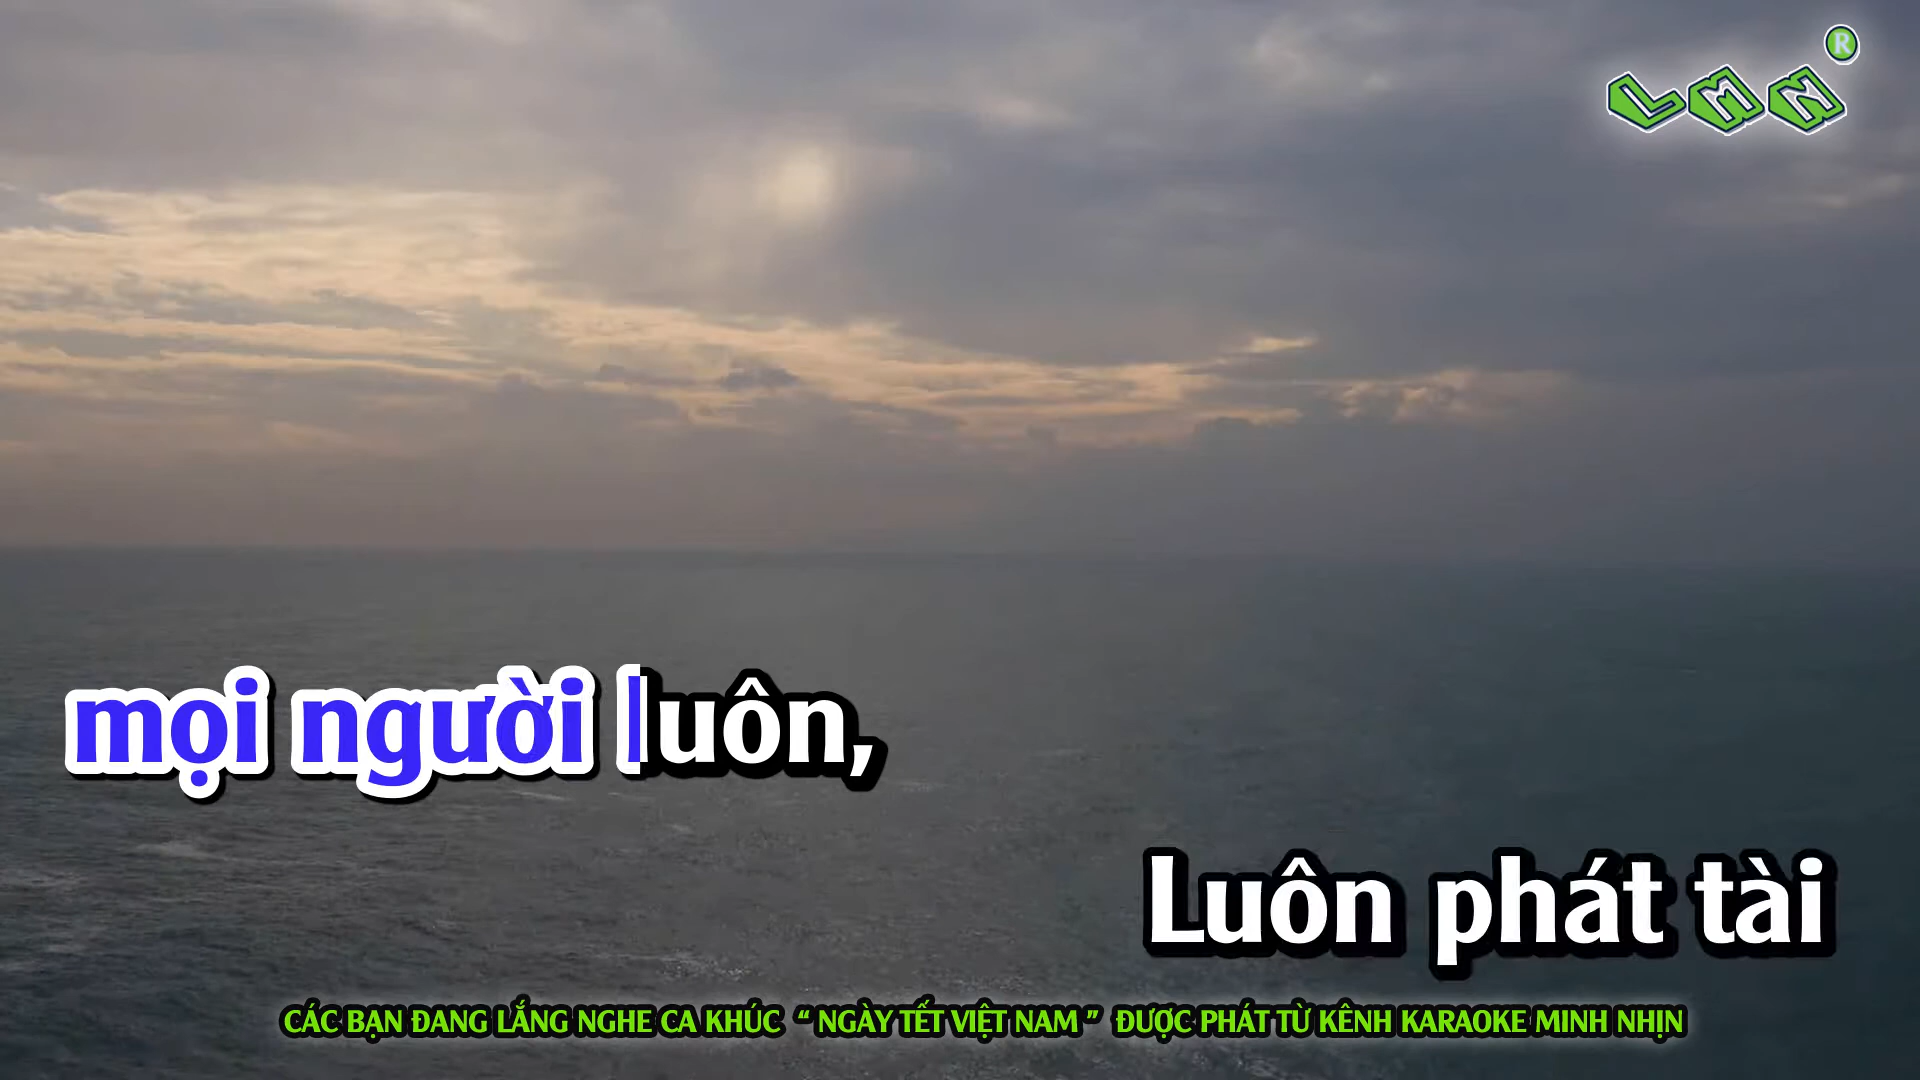 LMN ®
mọi người luôn,
Luôn phát tài
CÁC BẠN ĐANG LẮNG NGHE CA KHÚC “ NGÀY TẾT VIỆT NAM ” ĐƯỢC PHÁT TỪ KÊNH KARAOKE MINH NHỊN